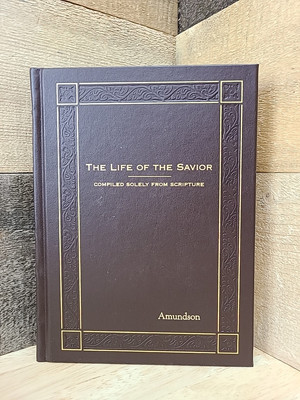 THE LIFE OF THE SAVIOR
COMPILED SOLELY FROM SCRIPTURE
Amundson